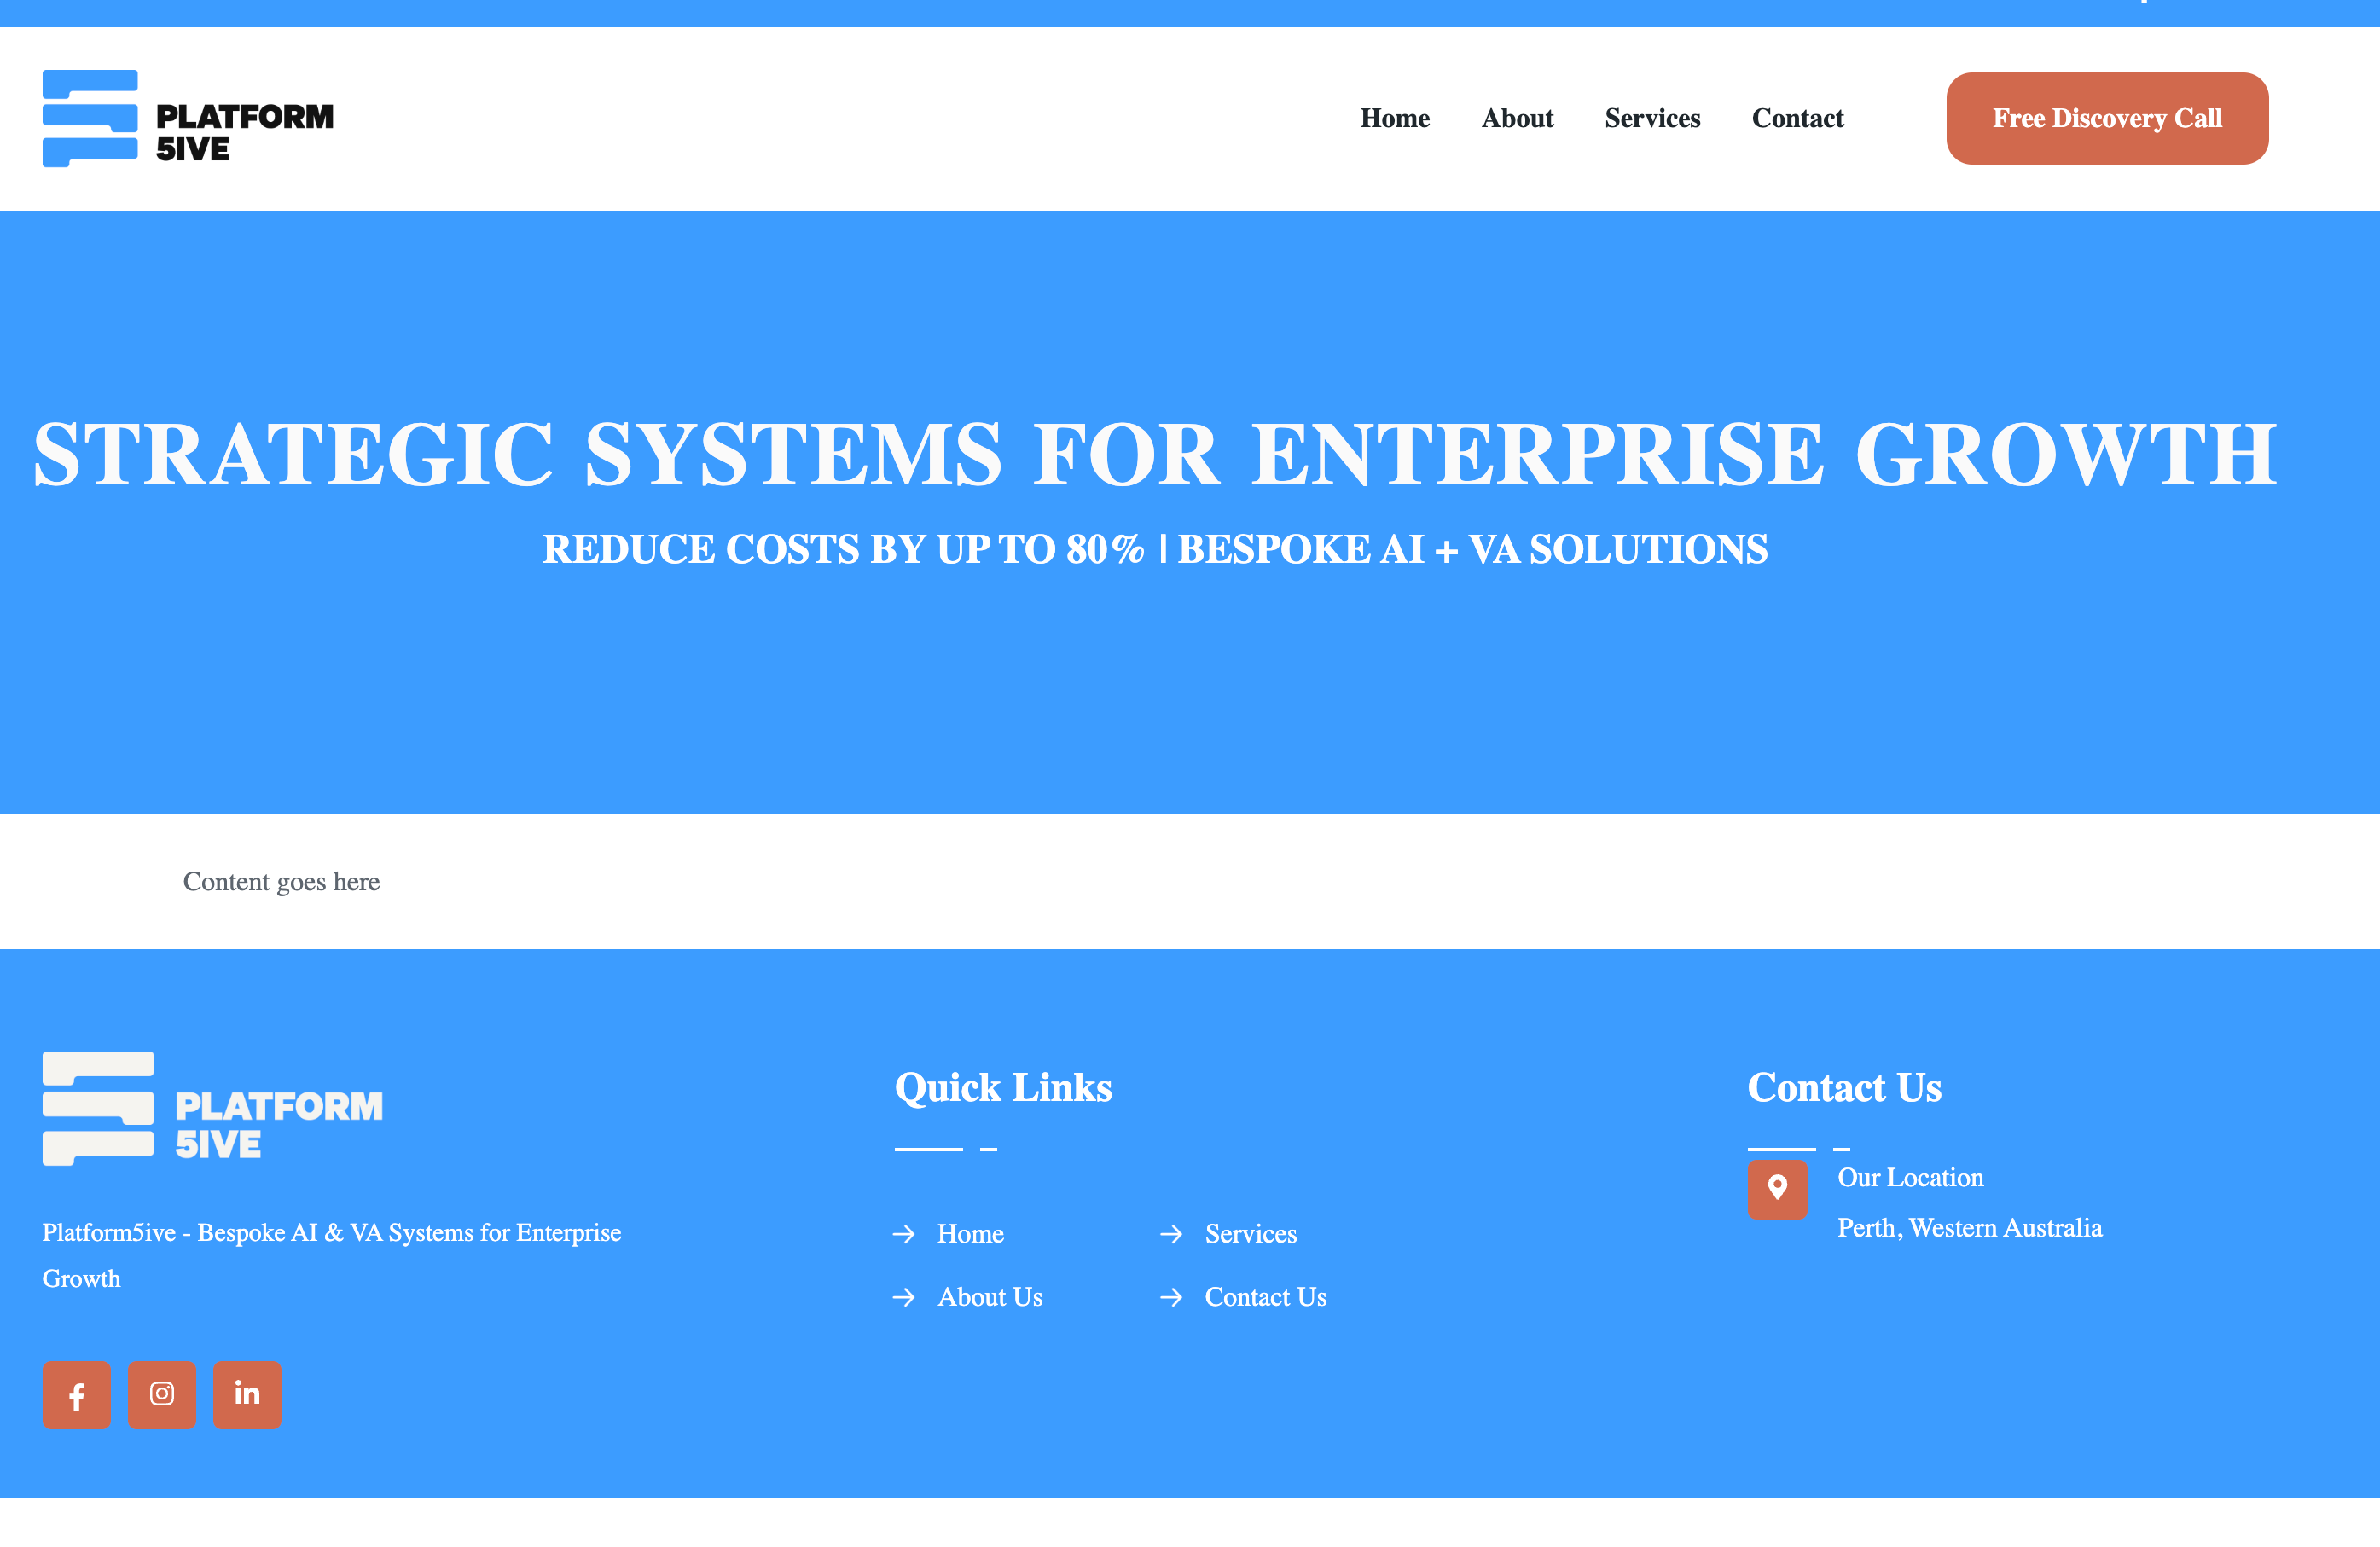 PLATFORM
5IVE
Home About Services Contact Free Discovery Call
STRATEGIC SYSTEMS FOR ENTERPRISE GROWTH
REDUCE COSTS BY UP TO 80% | BESPOKE AI + VA SOLUTIONS
Content goes here
PLATFORM
5IVE
Platform5ive - Bespoke AI & VA Systems for Enterprise
Growth
Quick Links
Home
Services
About Us
Contact Us
Contact Us
Our Location
Perth, Western Australia